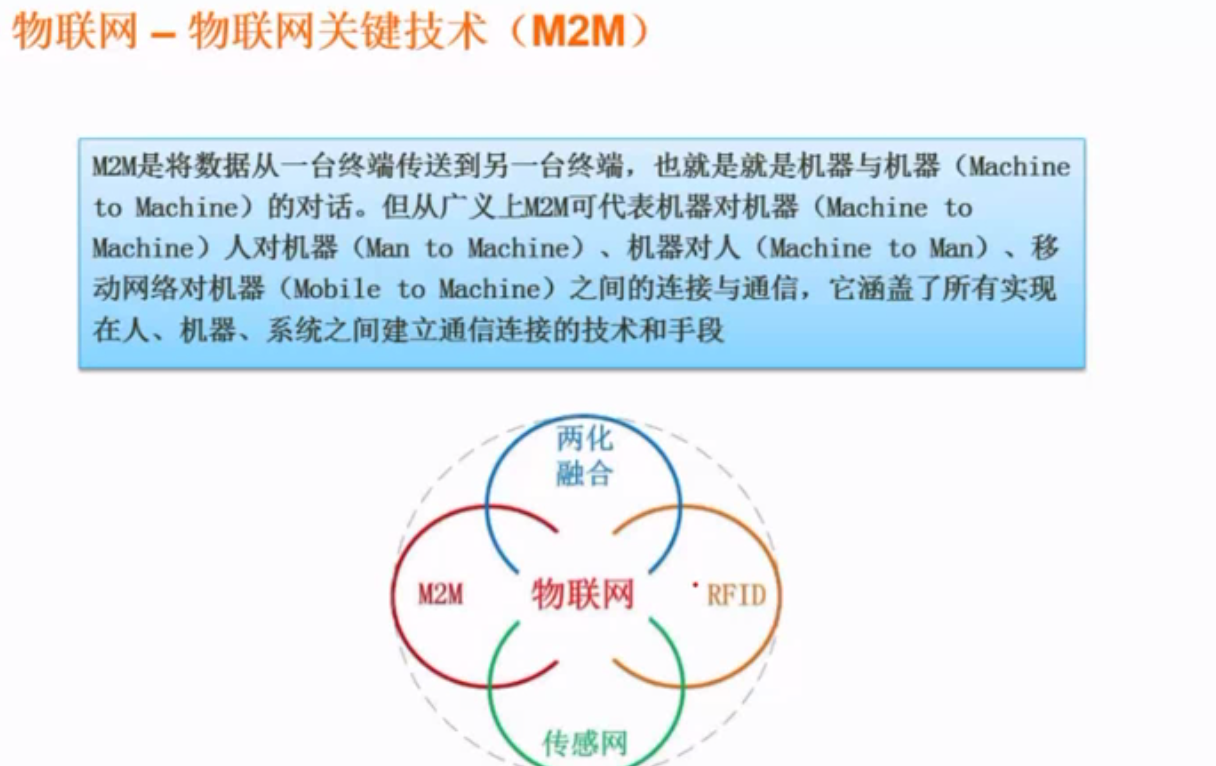 物联网 – 物联网关键技术（M2M）
M2M是将数据从一台终端传送到另一台终端，也就是就是机器与机器（Machine
to Machine）的对话。但从广义上M2M可代表机器对机器（Machine to
Machine）人对机器（Man to Machine）、机器对人（Machine to Man）、移
动网络对机器（Mobile to Machine）之间的连接与通信，它涵盖了所有实现
在人、机器、系统之间建立通信连接的技术和手段
两化
融合
M2M
物联网
RFID
传感网